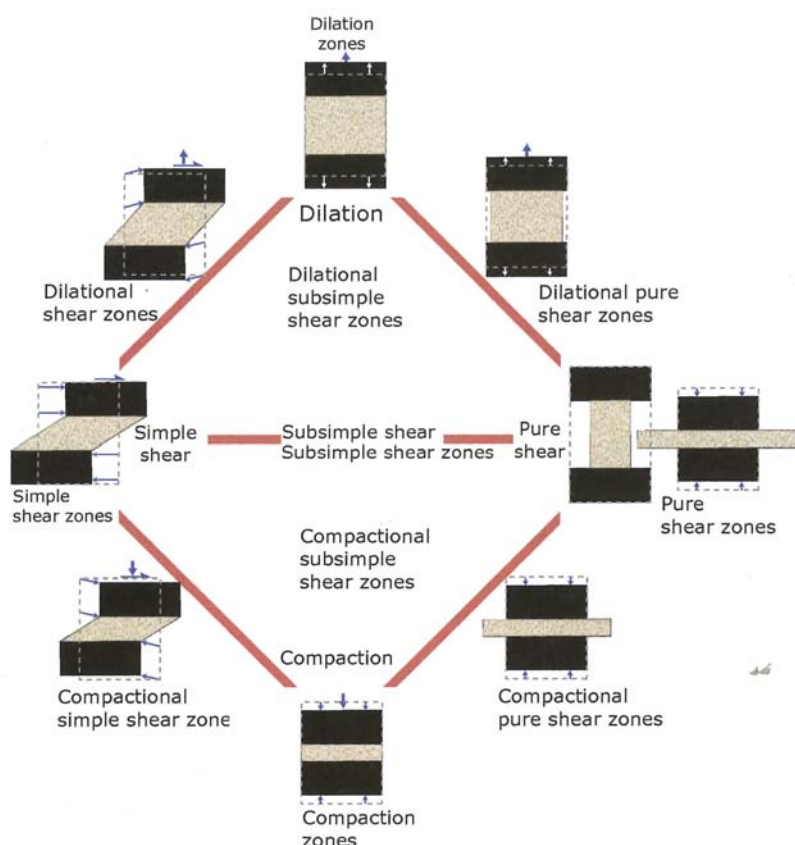 Dilation
zones
Dilation
Dilational
shear zones
Dilational
subsimple
shear zones
Dilational pure
shear zones
Simple
shear
Subsimple shear
Subsimple shear zones
Pure
shear
Simple
shear zones
Pure
shear zones
Compactional
subsimple
shear zones
Compactional
simple shear zone
Compaction
Compactional
pure shear zones
Compaction
zones